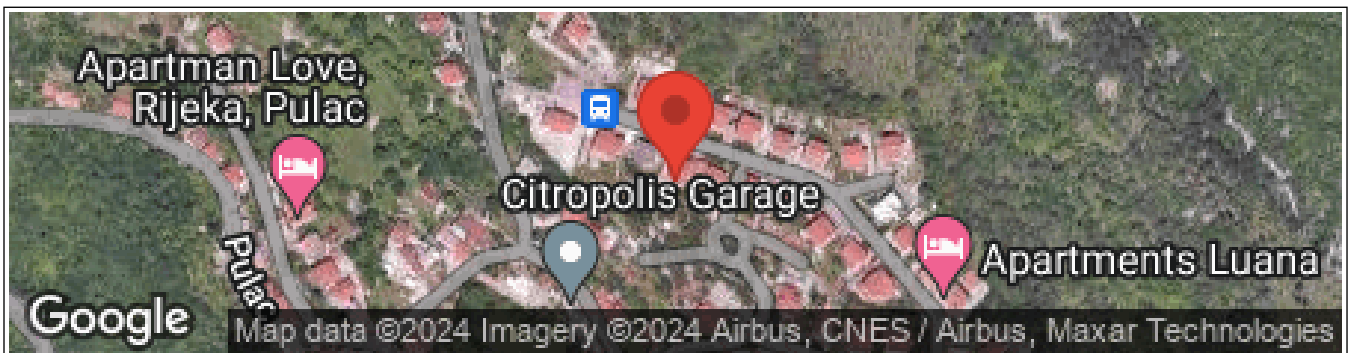 Apartman Love,
Rijeka, Pulac
Citropolis Garage
Pulac
Apartments Luana
Google
Map data ©2024 Imagery ©2024 Airbus, CNES / Airbus, Maxar Technologies